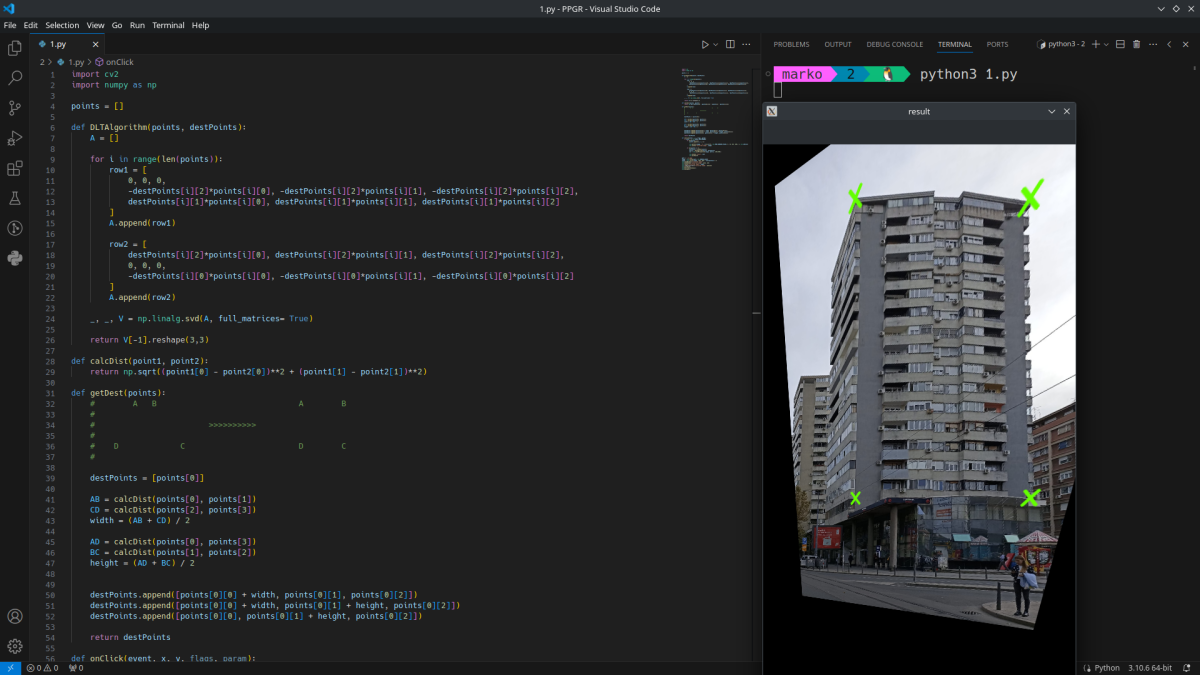 1.py - PPGR - Visual Studio Code
File Edit Selection View Go Run Terminal Help
1.py
2 > 1.py > onClick
1 import cv2
2 import numpy as np
3
4 points = []
5
6 def DLTAlgorithm(points, destPoints):
7 A = []
8
9 for i in range(len(points)):
10 row1 = [
11 0, 0, 0,
12 -destPoints[i][2]*points[i][0], -destPoints[i][2]*points[i][1], -destPoints[i][2]*points[i][2],
13 destPoints[i][1]*points[i][0], destPoints[i][1]*points[i][1], destPoints[i][1]*points[i][2]
14 ]
15 A.append(row1)
16
17 row2 = [
18 destPoints[i][2]*points[i][0], destPoints[i][2]*points[i][1], destPoints[i][2]*points[i][2],
19 0, 0, 0,
20 -destPoints[i][0]*points[i][0], -destPoints[i][0]*points[i][1], -destPoints[i][0]*points[i][2]
21 ]
22 A.append(row2)
23
24 _, _, V = np.linalg.svd(A, full_matrices= True)
25
26 return V[-1].reshape(3,3)
27
28 def calcDist(point1, point2):
29 return np.sqrt((point1[0] - point2[0])**2 + (point1[1] - point2[1])**2)
30
31 def getDest(points):
32 # A B A B
33 #
34 # >>>>>>>>>>
35 #
36 # D C D C
37 #
38
39 destPoints = [points[0]]
40
41 AB = calcDist(points[0], points[1])
42 CD = calcDist(points[2], points[3])
43 width = (AB + CD) / 2
44
45 AD = calcDist(points[0], points[3])
46 BC = calcDist(points[1], points[2])
47 height = (AD + BC) / 2
48
49
50 destPoints.append([points[0][0] + width, points[0][1], points[0][2]])
51 destPoints.append([points[0][0] + width, points[0][1] + height, points[0][2]])
52 destPoints.append([points[0][0], points[0][1] + height, points[0][2]])
53
54 return destPoints
55
56 def onClick(event, x, y, flags, param):
PROBLEMS OUTPUT DEBUG CONSOLE TERMINAL PORTS python3 - 2
marko 2 python3 1.py
result
0 0 0 Python 3.10.6 64-bit